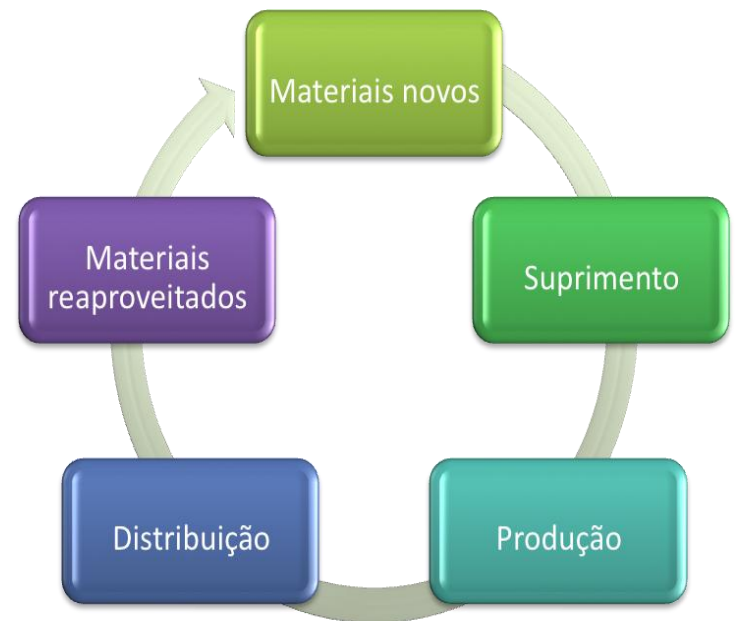 Materiais novos
Suprimento
Produção
Distribuição
Materiais
reaproveitados